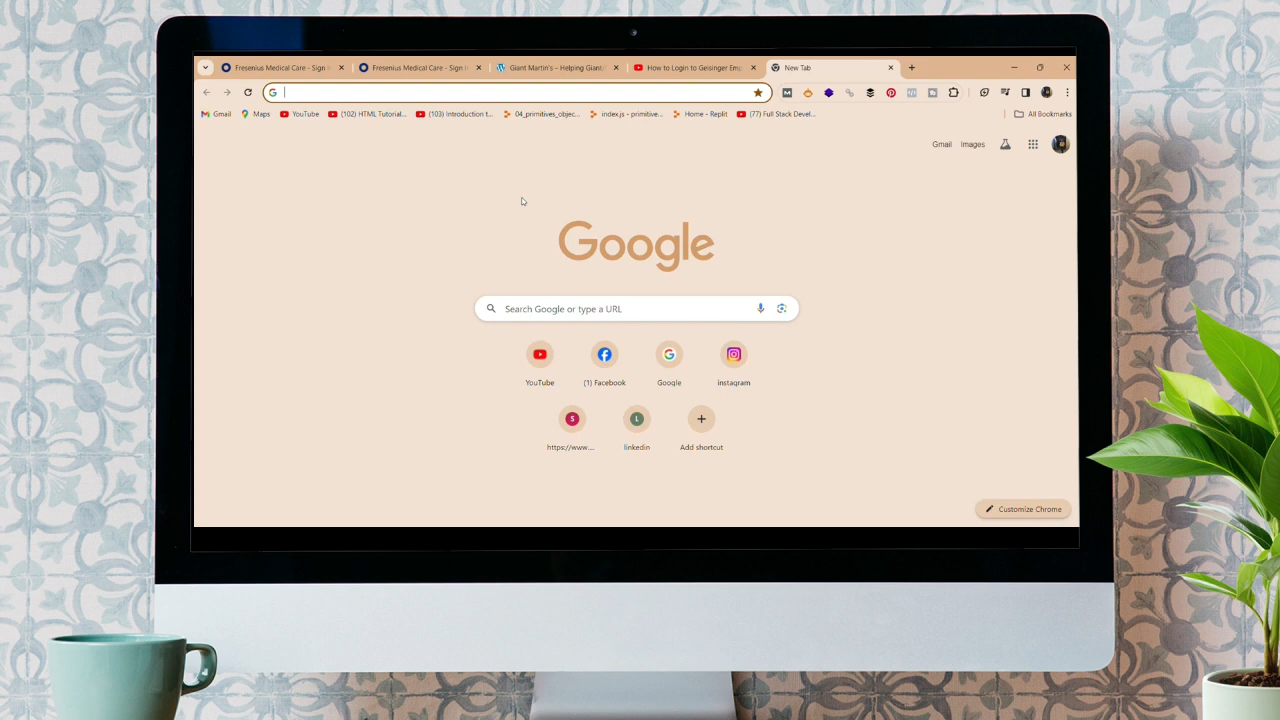 Fresenius Medical Care - Sign I
Fresenius Medical Care - Sign I
Giant Martin's – Helping Giant/
How to Login to Geisinger Emp
New Tab
Gmail
Maps
YouTube
(102) HTML Tutorial...
(103) Introduction t...
04_primitives_objec...
index.js - primitive...
Home - Replit
(77) Full Stack Devel...
All Bookmarks
Gmail
Images
Google
Search Google or type a URL
YouTube
(1) Facebook
Google
instagram
S
L
https://www....
linkedin
Add shortcut
Customize Chrome